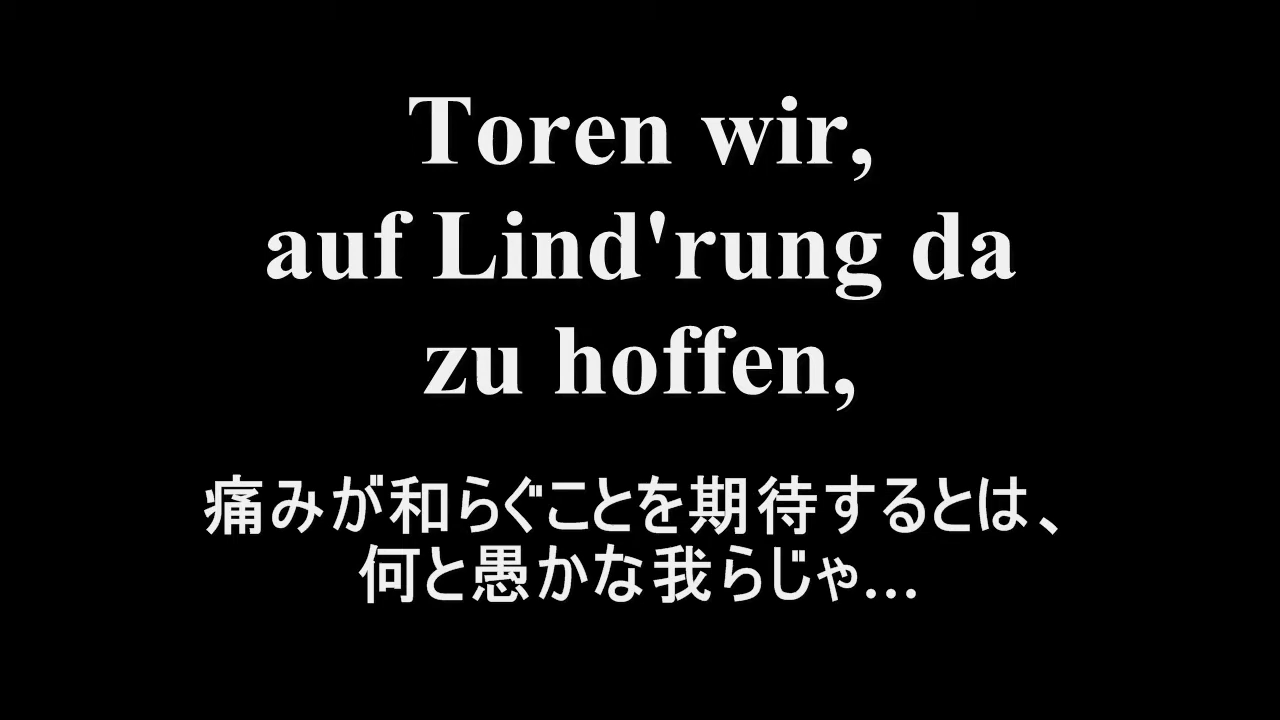 Toren wir,
auf Lind'rung da
zu hoffen,
痛みが和らぐことを期待するとは、
何と愚かな我らじゃ...